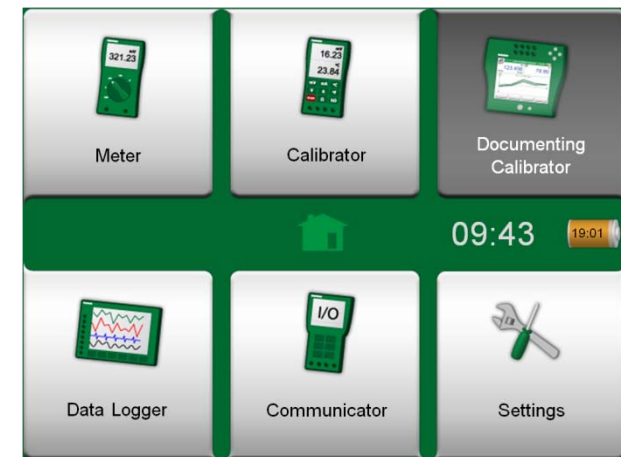 321.23
16.23
23.84
Meter
Calibrator
Documenting
Calibrator
09:43
19:01
I/O
Data Logger
Communicator
Settings